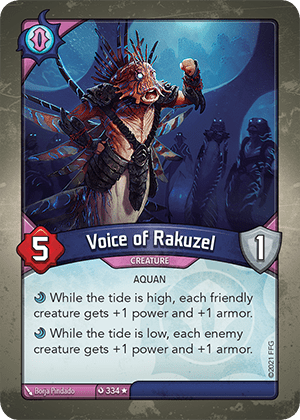 Voice of Rakuzel
5
CREATURE
1
AQUAN
While the tide is high, each friendly
creature gets +1 power and +1 armor.
While the tide is low, each enemy
creature gets +1 power and +1 armor.
©2021 FFG
Borja Pindado
334